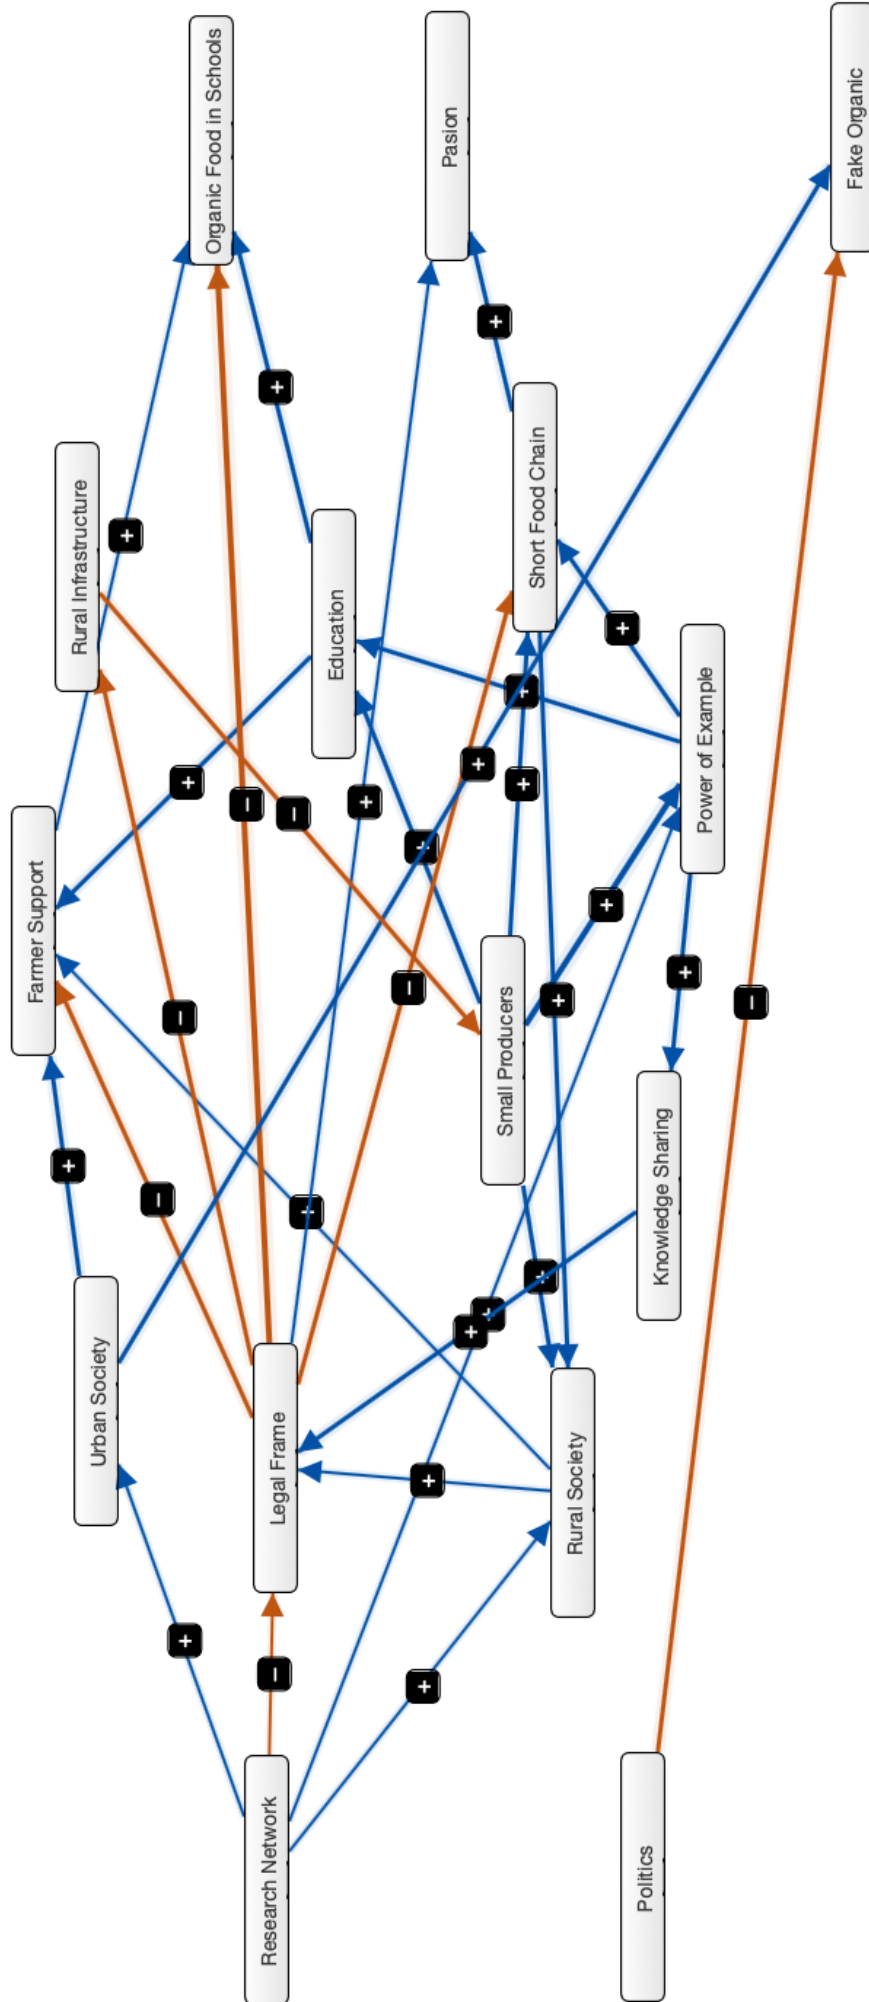 Organic Food in Schools
Pasion
Fake Organic
Rural Infrastructure
+
+
+
Short Food Chain
Education
+
Farmer Support
+
−
−
+
+
+
+
Power of Example
+
+
−
−
+
+
−
Small Producers
+
−
+
Knowledge Sharing
Urban Society
+
+
+
Legal Frame
+
Rural Society
+
−
+
Research Network
Politics